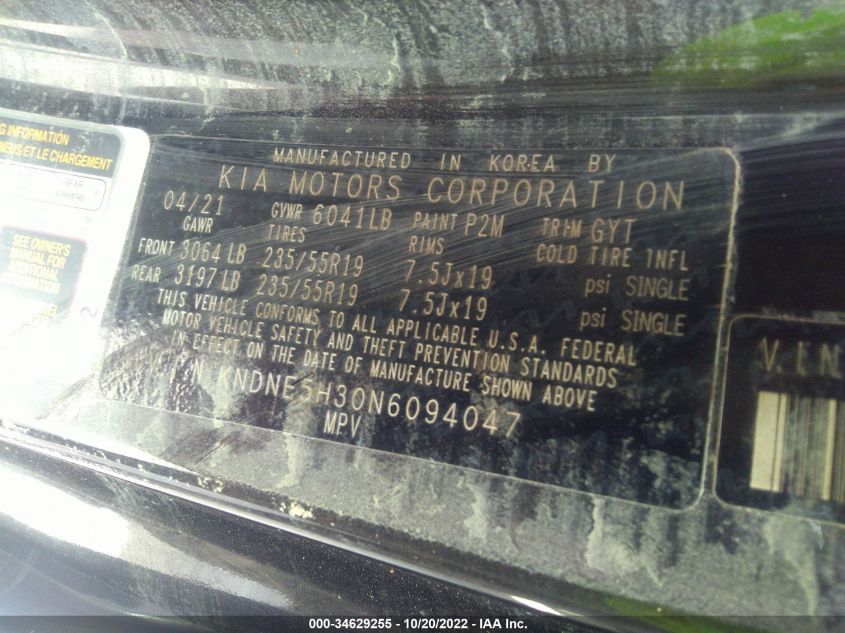 G INFORMATION
NEUS ET LE CHARGEMENT
REAR
SEE OWNER'S
MANUAL FOR
ADDITIONAL
INFORMATION
MANUFACTURED IN KOREA BY
KIA MOTORS CORPORATION
04/21 GVWR 6041LB PAINT P2M TRIM GYT
GAWR TIRES RIMS COLD TIRE INFL
FRONT 3064 LB 235/55R19 7.5Jx19 psi SINGLE
REAR 3197 LB 235/55R19 7.5Jx19 psi SINGLE
THIS VEHICLE CONFORMS TO ALL APPLICABLE U.S.A. FEDERAL
MOTOR VEHICLE SAFETY AND THEFT PREVENTION STANDARDS
IN EFFECT ON THE DATE OF MANUFACTURE SHOWN ABOVE
KNDNE5H30N6094047
MPV
VIN
000-34629255 - 10/20/2022 - IAA Inc.